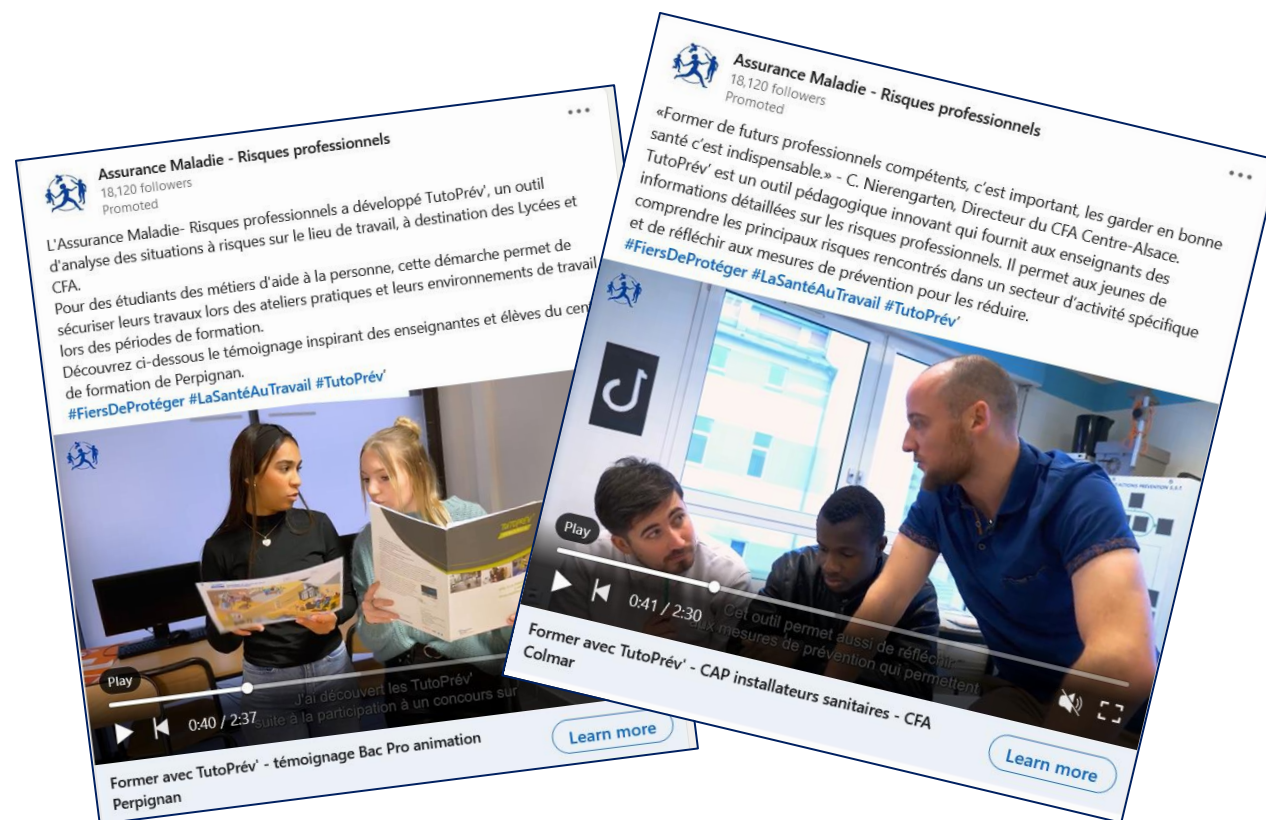 Assurance Maladie - Risques professionnels
18,120 followers
Promoted
L'Assurance Maladie- Risques professionnels a développé TutoPrév', un outil
d'analyse des situations à risques sur le lieu de travail, à destination des Lycées et
CFA.
Pour des étudiants des métiers d'aide à la personne, cette démarche permet de
sécuriser leurs travaux lors des ateliers pratiques et leurs environnements de travail
lors des périodes de formation.
Découvrez ci-dessous le témoignage inspirant des enseignantes et élèves du cen
de formation de Perpignan.
#FiersDeProtéger #LaSantéAuTravail #TutoPrév'
TutoPrév'
Play
J'ai découvert les TutoPrév'
suite à la participation à un concours sur
0:40 / 2:37
Former avec TutoPrév' - témoignage Bac Pro animation
Perpignan
Learn more
Assurance Maladie - Risques professionnels
18,120 followers
Promoted
«Former de futurs professionnels compétents, c'est important, les garder en bonne
santé c'est indispensable.» - C. Nierengarten, Directeur du CFA Centre-Alsace.
TutoPrév' est un outil pédagogique innovant qui fournit aux enseignants des
informations détaillées sur les risques professionnels. Il permet aux jeunes de
comprendre les principaux risques rencontrés dans un secteur d'activité spécifique
et de réfléchir aux mesures de prévention pour les réduire.
#FiersDeProtéger #LaSantéAuTravail #TutoPrév'
ACTIONS PREVENTION S.S.T
Play
0:41 / 2:30
Cet outil permet aussi de réfléchir
aux mesures de prévention qui permettent
Former avec TutoPrév' - CAP installateurs sanitaires - CFA
Colmar
Learn more